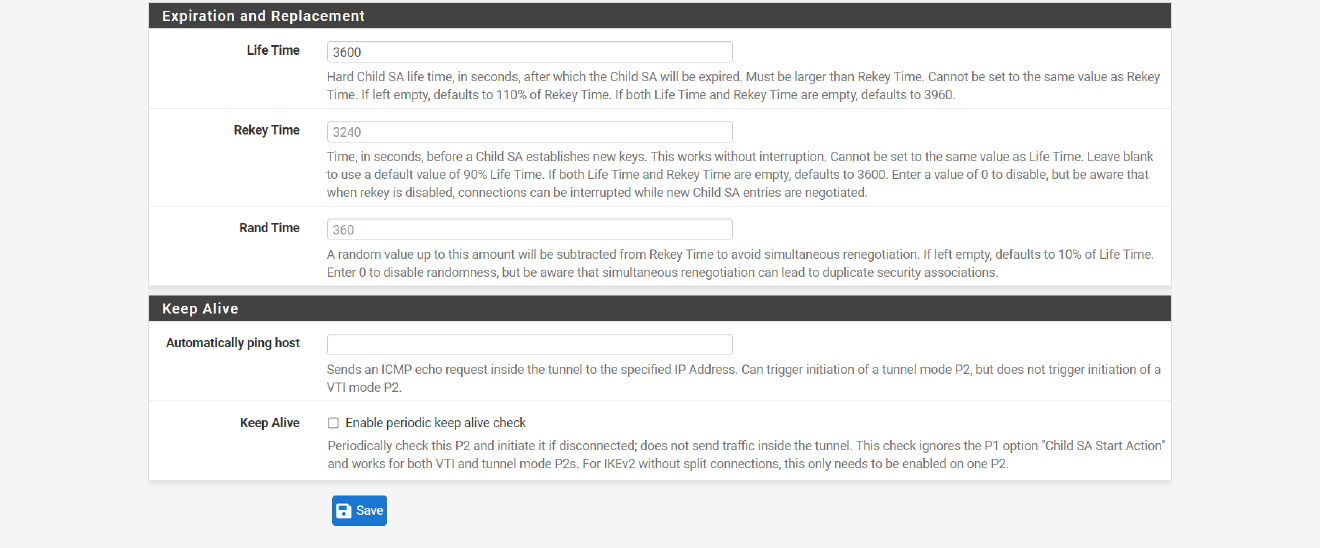 Expiration and Replacement
Life Time
3600
Hard Child SA life time, in seconds, after which the Child SA will be expired. Must be larger than Rekey Time. Cannot be set to the same value as Rekey
Time. If left empty, defaults to 110% of Rekey Time. If both Life Time and Rekey Time are empty, defaults to 3960.
Rekey Time
3240
Time, in seconds, before a Child SA establishes new keys. This works without interruption. Cannot be set to the same value as Life Time. Leave blank
to use a default value of 90% Life Time. If both Life Time and Rekey Time are empty, defaults to 3600. Enter a value of 0 to disable, but be aware that
when rekey is disabled, connections can be interrupted while new Child SA entries are negotiated.
Rand Time
360
A random value up to this amount will be subtracted from Rekey Time to avoid simultaneous renegotiation. If left empty, defaults to 10% of Life Time.
Enter 0 to disable randomness, but be aware that simultaneous renegotiation can lead to duplicate security associations.
Keep Alive
Automatically ping host
Sends an ICMP echo request inside the tunnel to the specified IP Address. Can trigger initiation of a tunnel mode P2, but does not trigger initiation of a
VTI mode P2.
Keep Alive
Enable periodic keep alive check
Periodically check this P2 and initiate it if disconnected; does not send traffic inside the tunnel. This check ignores the P1 option "Child SA Start Action"
and works for both VTI and tunnel mode P2s. For IKEv2 without split connections, this only needs to be enabled on one P2.
Save